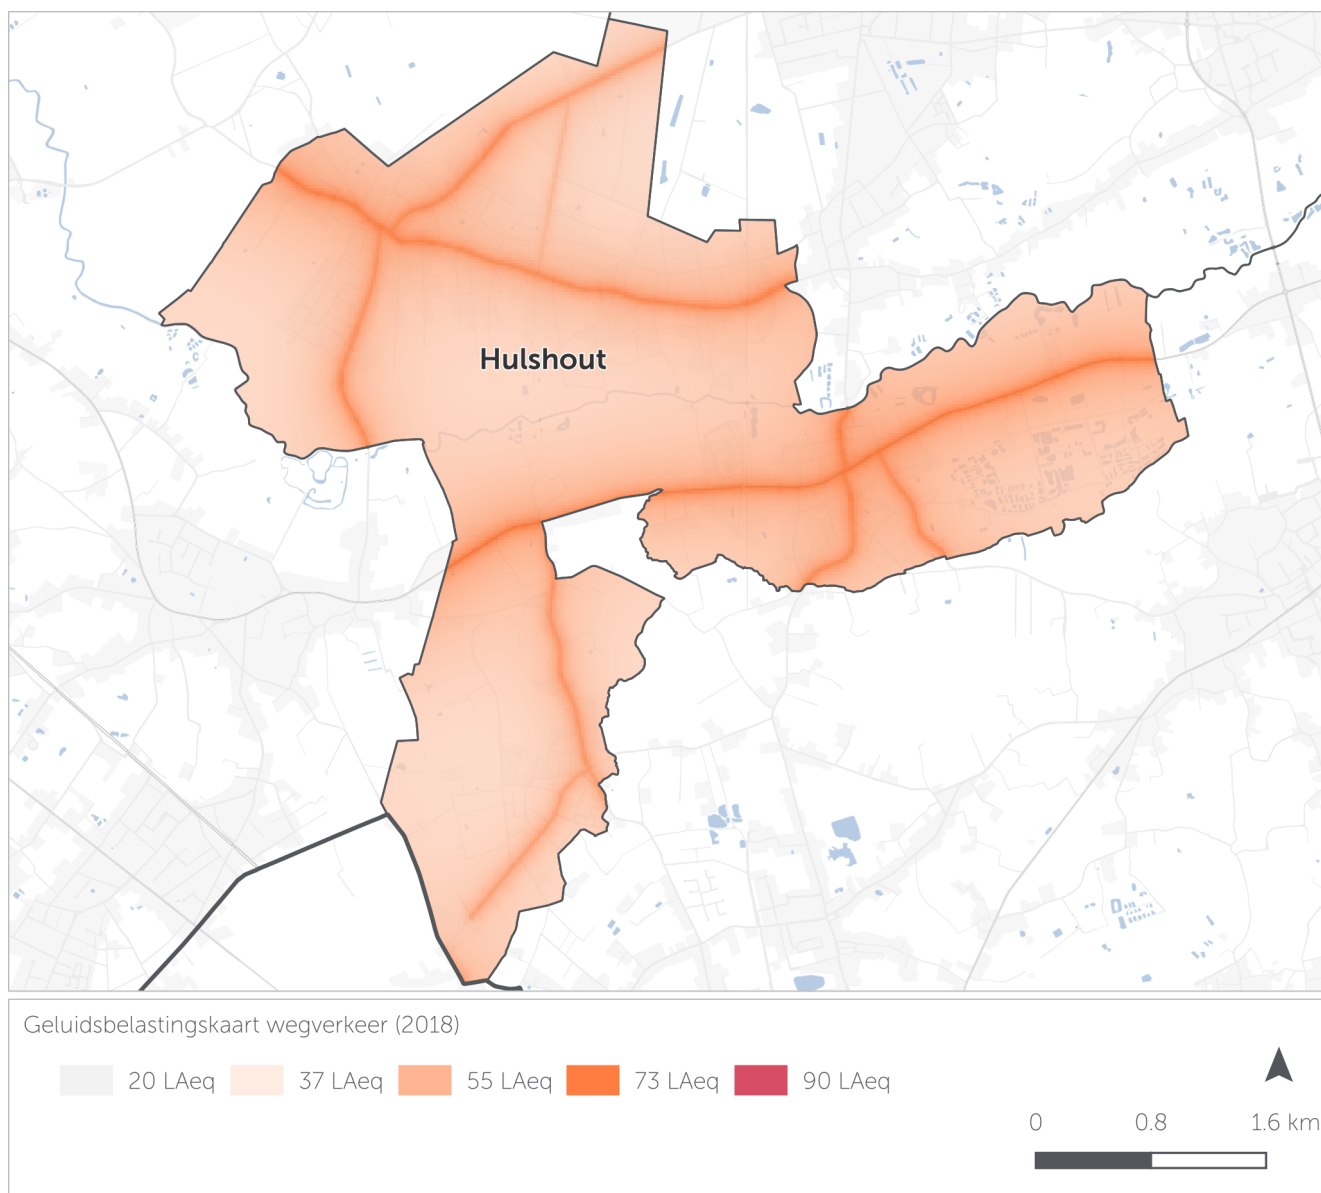 Hulshout
Geluidsbelastingskaart wegverkeer (2018)
20 LAeq 37 LAeq 55 LAeq 73 LAeq 90 LAeq
0 0.8 1.6 km